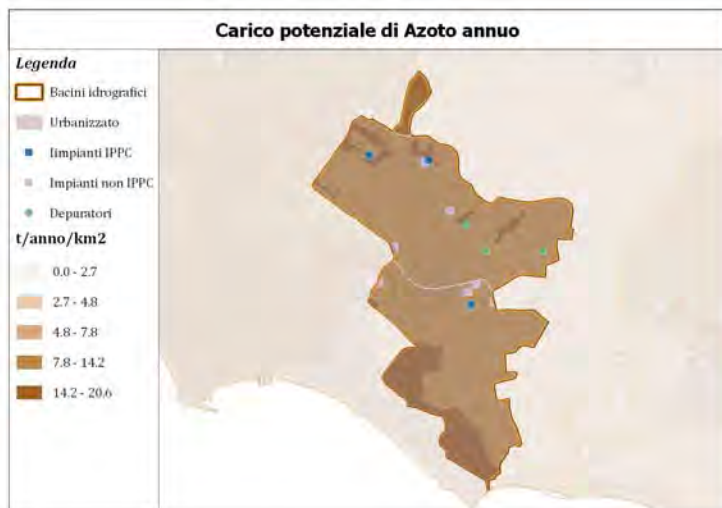 Carico potenziale di Azoto annuo
Legenda
Bacini idrografici
Urbanizzato
Iimpianti IPPC
Impianti non IPPC
Depuratori
t/anno/km2
0.0 - 2.7
2.7 - 4.8
4.8 - 7.8
7.8 - 14.2
14.2 - 20.6